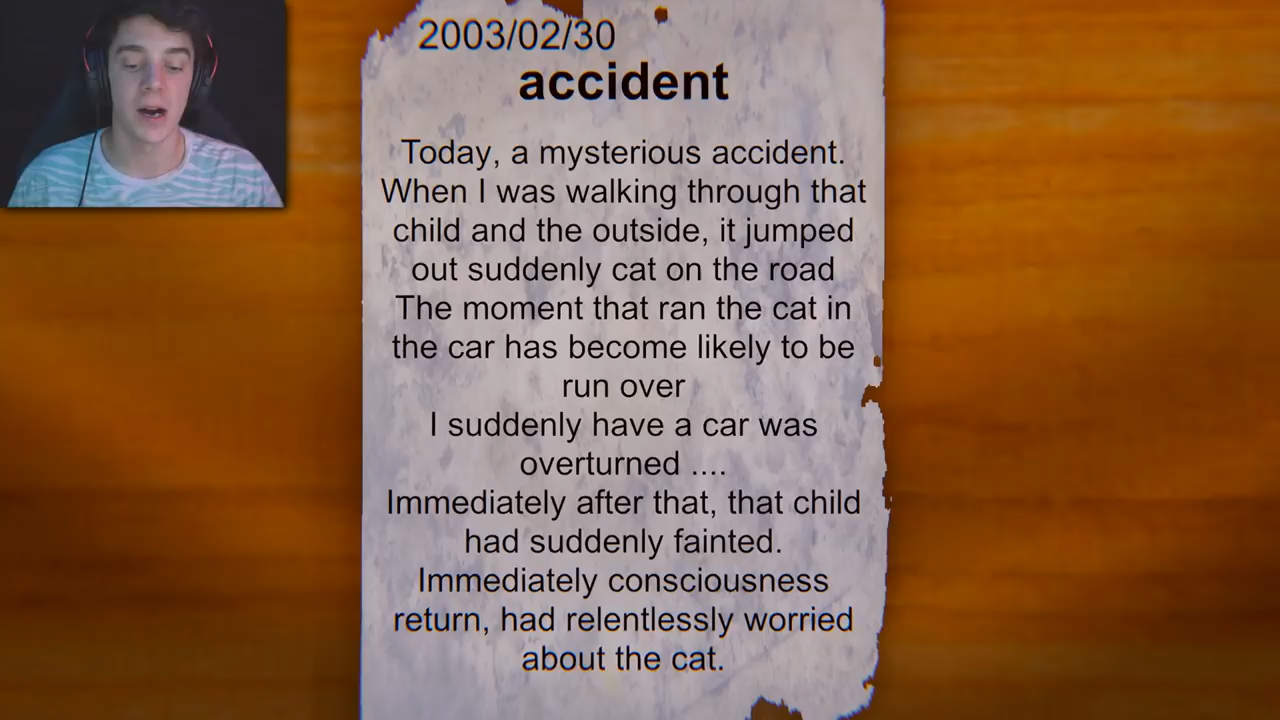 2003/02/30
accident
Today, a mysterious accident.
When I was walking through that
child and the outside, it jumped
out suddenly cat on the road
The moment that ran the cat in
the car has become likely to be
run over
I suddenly have a car was
overturned ....
Immediately after that, that child
had suddenly fainted.
Immediately consciousness
return, had relentlessly worried
about the cat.